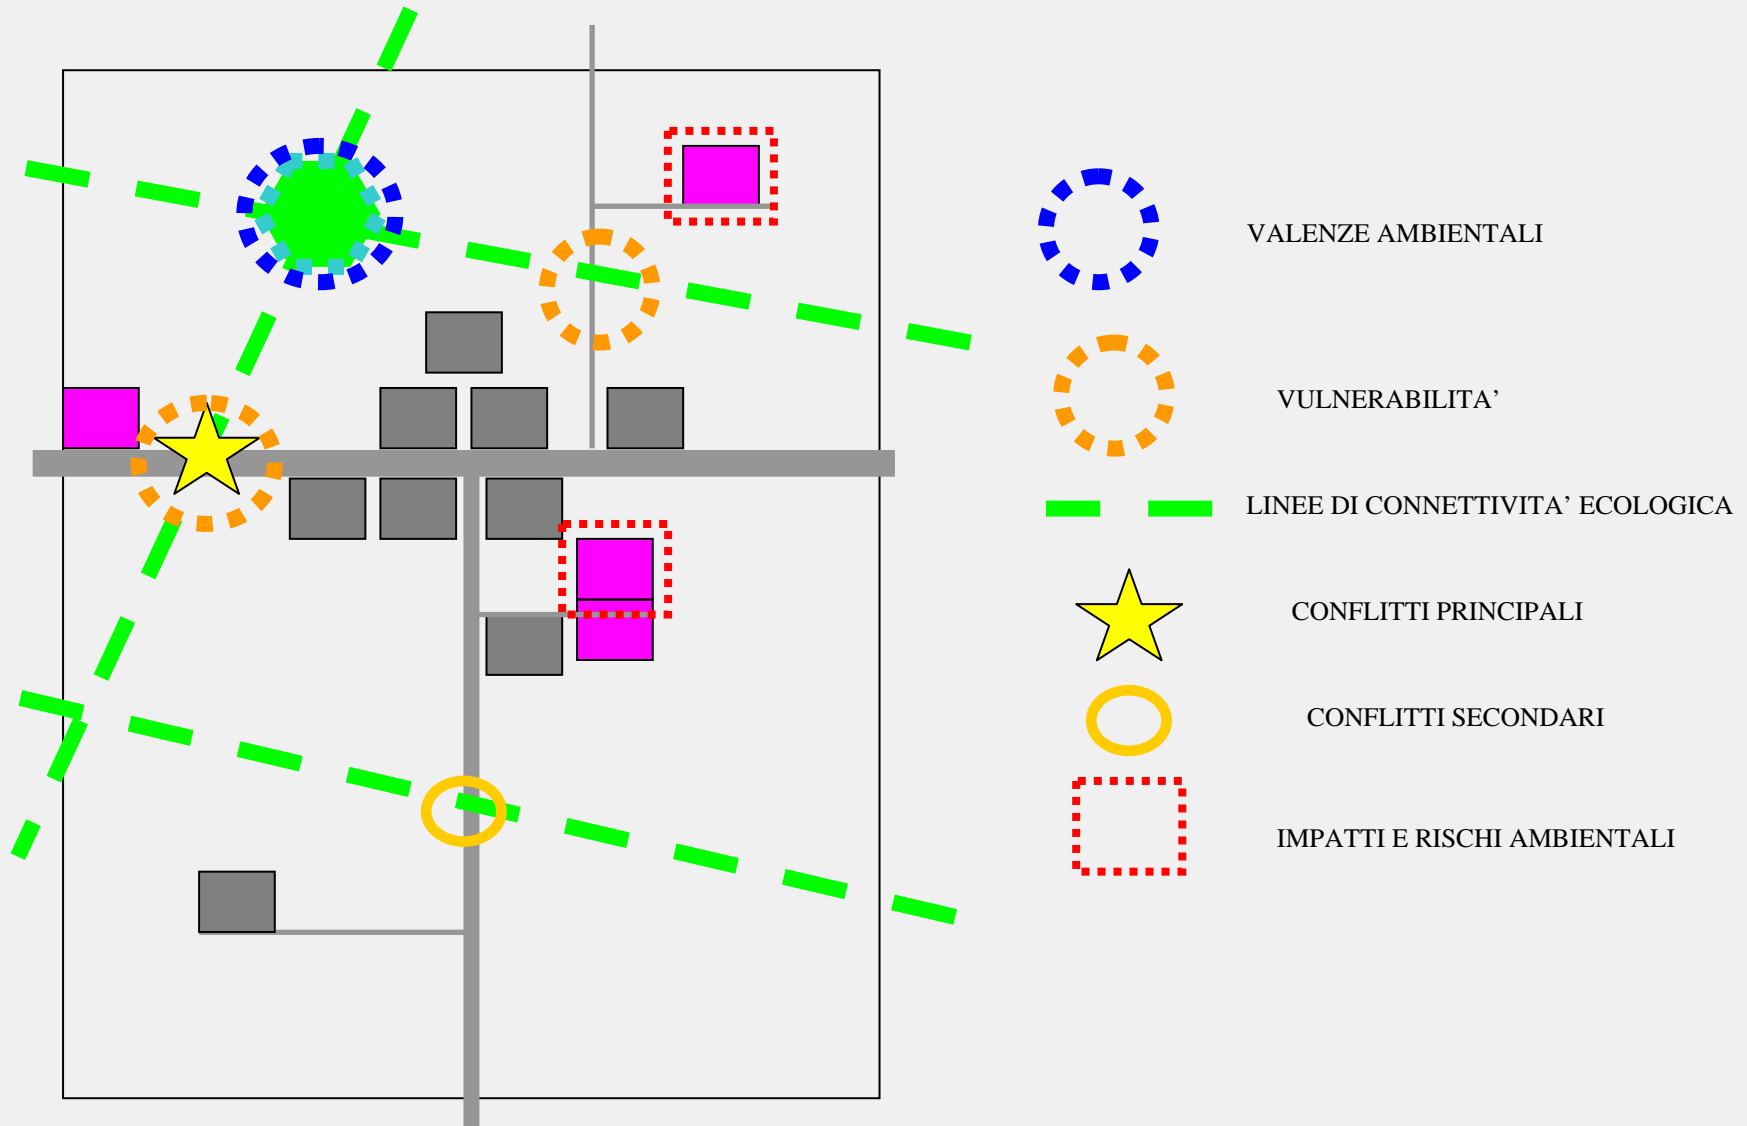 VALENZE AMBIENTALI
VULNERABILITA’
LINEE DI CONNETTIVITA’ ECOLOGICA
CONFLITTI PRINCIPALI
CONFLITTI SECONDARI
IMPATTI E RISCHI AMBIENTALI